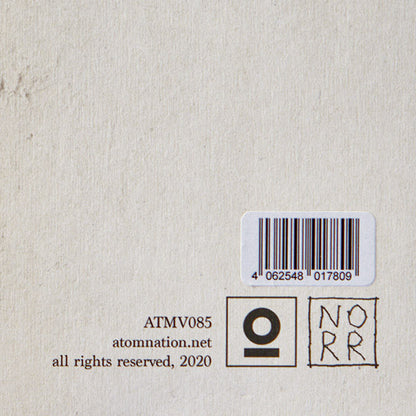 4 062548 017809
ATMV085
atomnation.net
all rights reserved, 2020
NO
RR